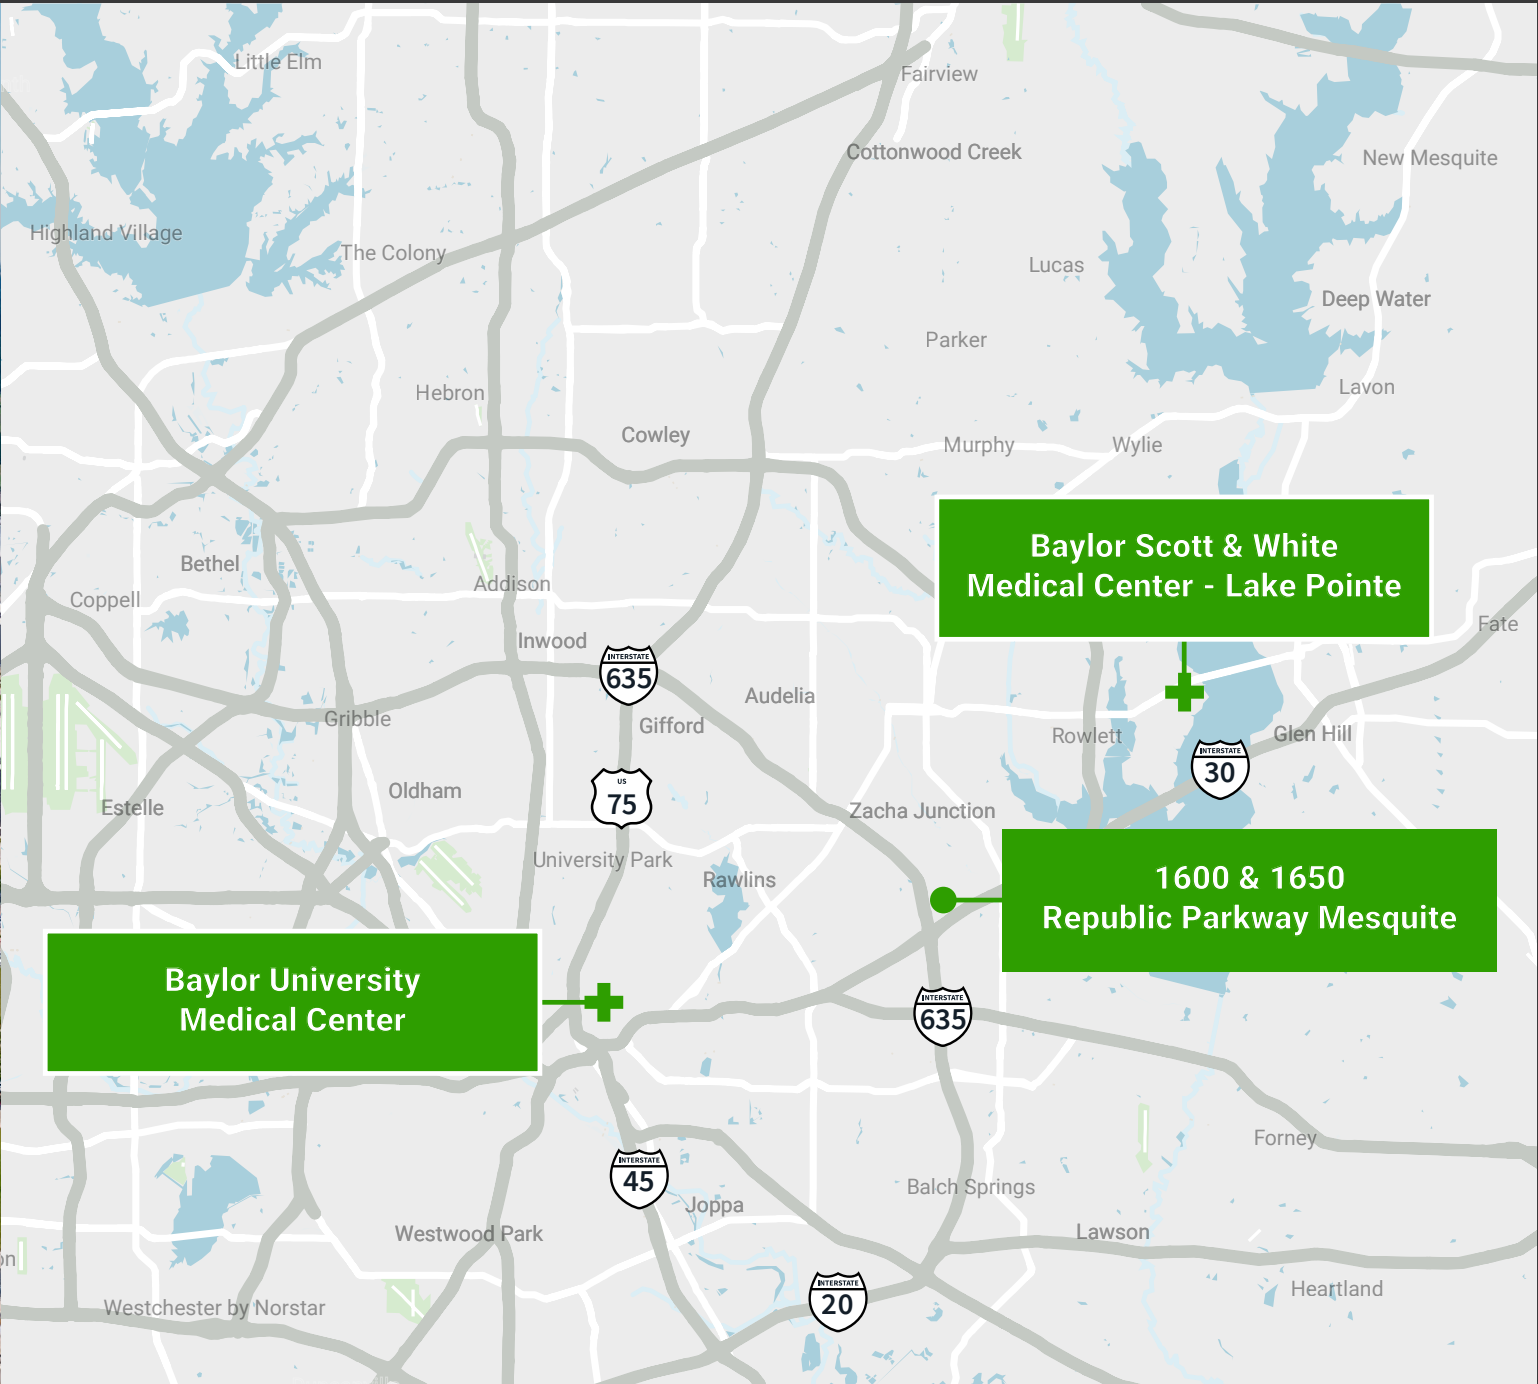 Little Elm
Fairview
Cottonwood Creek
New Mesquite
Highland Village
The Colony
Lucas
Deep Water
Parker
Lavon
Hebron
Cowley
Murphy
Wylie
Baylor Scott & White
Medical Center - Lake Pointe
Bethel
Addison
Coppell
Fate
Inwood
INTERSTATE
635
Audelia
Gifford
Gribble
Rowlett
Glen Hill
INTERSTATE
30
US
75
Oldham
Estelle
Zacha Junction
University Park
Rawlins
1600 & 1650
Republic Parkway Mesquite
Baylor University
Medical Center
INTERSTATE
635
Forney
INTERSTATE
45
Balch Springs
Joppa
Westwood Park
Lawson
on
INTERSTATE
20
Heartland
Westchester by Norstar